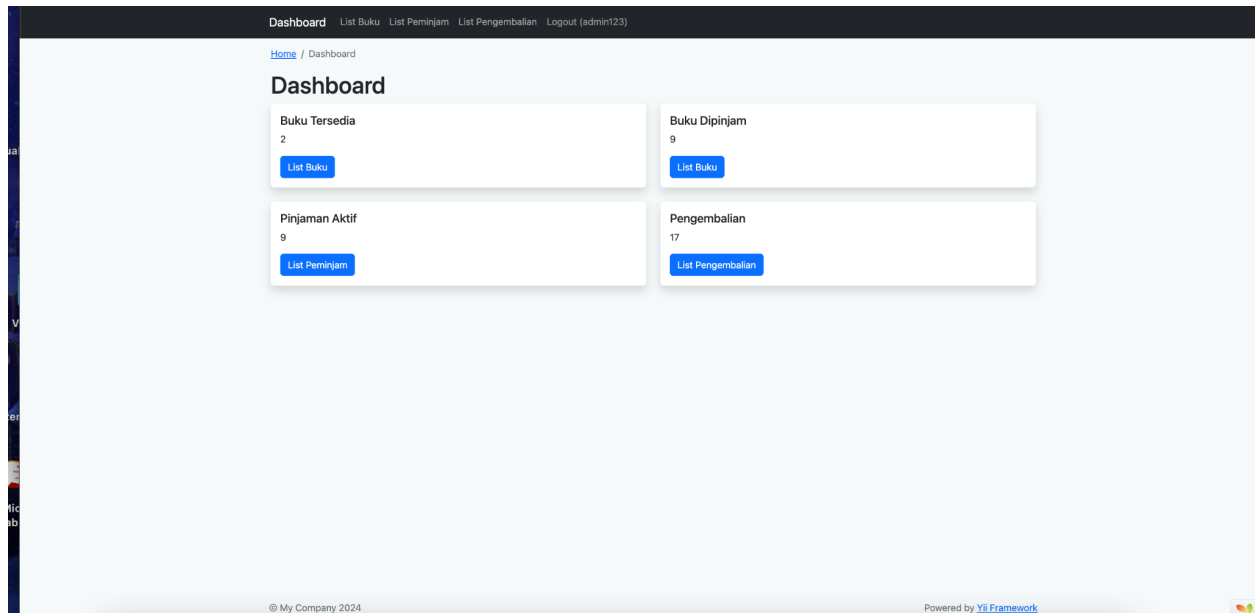 Dashboard List Buku List Peminjam List Pengembalian Logout (admin123)
Home / Dashboard
Dashboard
Buku Tersedia
2
List Buku
Buku Dipinjam
9
List Buku
Pinjaman Aktif
9
List Peminjam
Pengembalian
17
List Pengembalian
© My Company 2024
Powered by Yii Framework